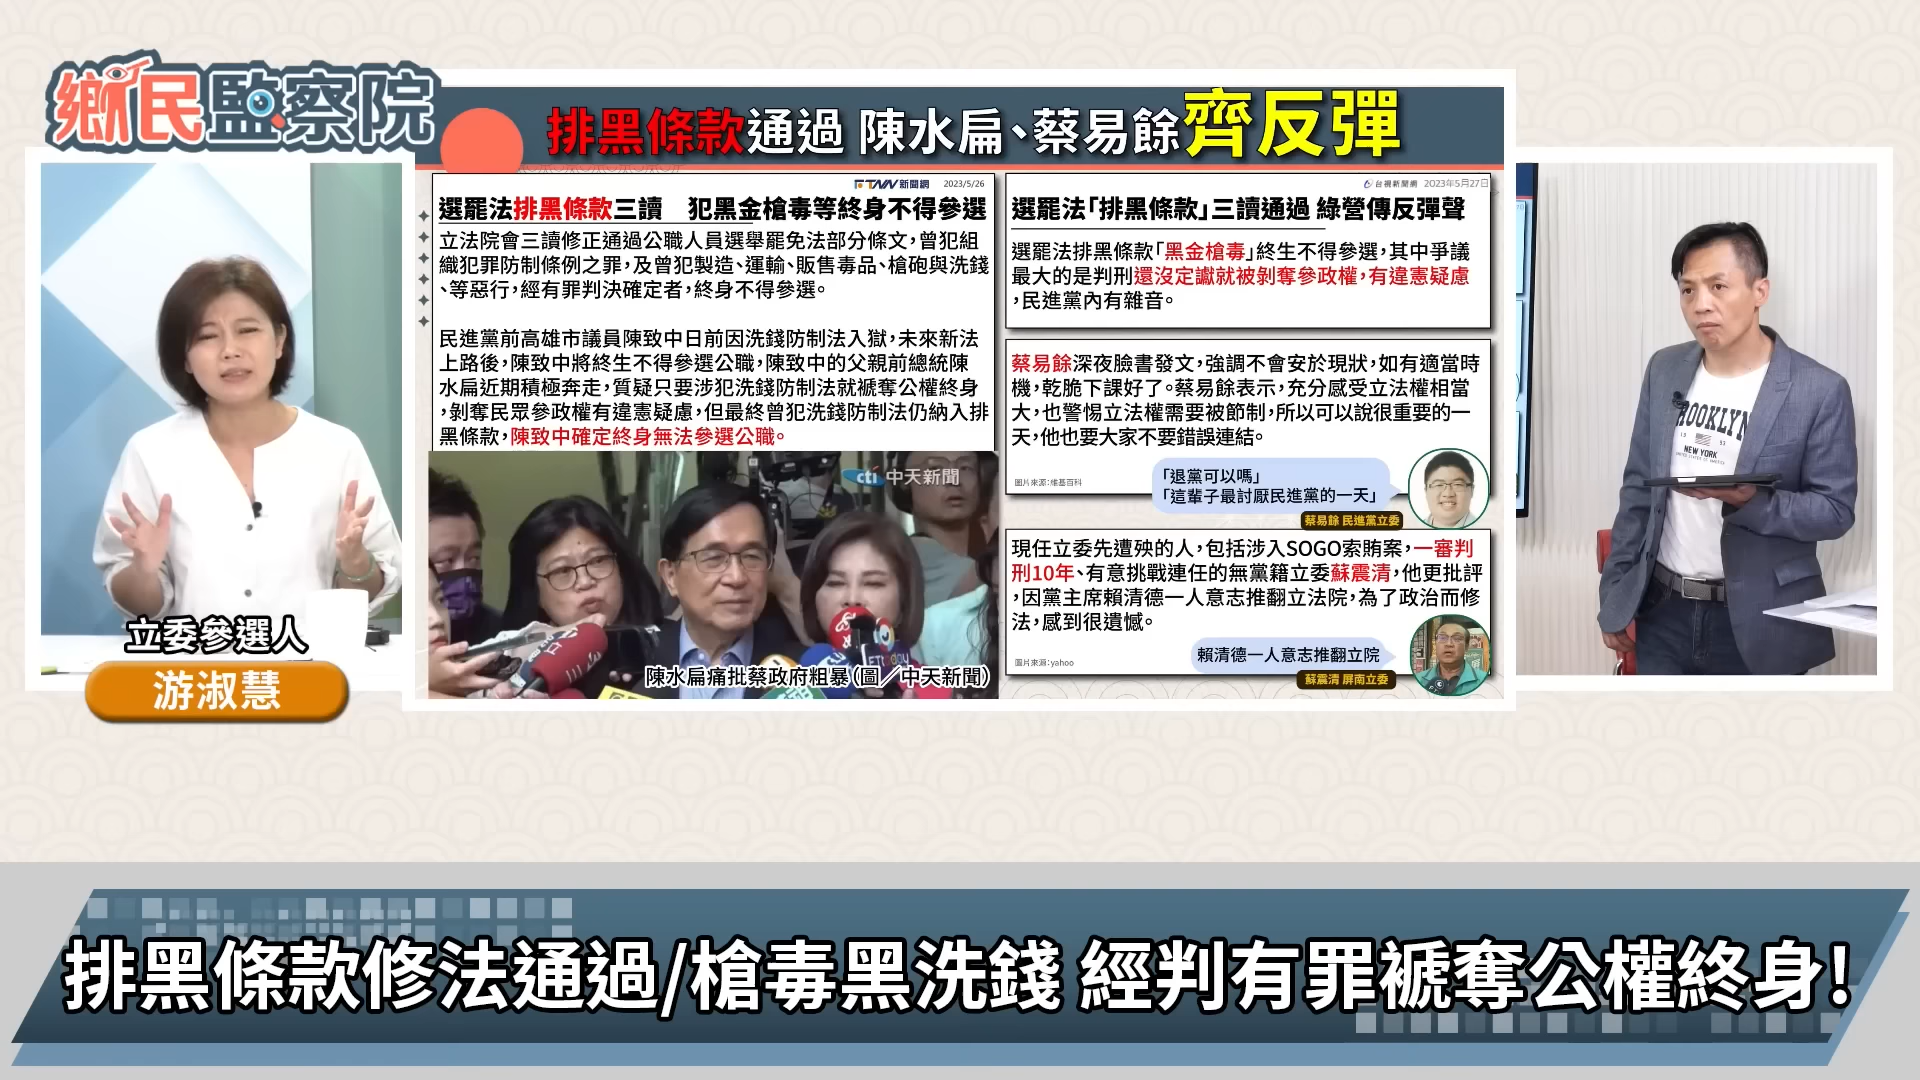 鄉民監察院
排黑條款通過 陳水扁、蔡易餘齊反彈
FTNN新聞網 2023/5/26
選罷法排黑條款三讀 犯黑金槍毒等終身不得參選
立法院會三讀修正通過公職人員選舉罷免法部分條文,曾犯組
織犯罪防制條例之罪,及曾犯製造、運輸、販售毒品、槍砲與洗錢
、等惡行,經有罪判決確定者,終身不得參選。
民進黨前高雄市議員陳致中日前因洗錢防制法入獄,未來新法
上路後,陳致中將終生不得參選公職,陳致中的父親前總統陳
水扁近期積極奔走,質疑只要涉犯洗錢防制法就褫奪公權終身
,剝奪民眾參政權有違憲疑慮,但最終曾犯洗錢防制法仍納入排
黑條款,陳致中確定終身無法參選公職。
cti 中天新聞
陳水扁痛批蔡政府粗暴(圖／中天新聞)
台視新聞網 2023年5月27日
選罷法「排黑條款」三讀通過 綠營傳反彈聲
選罷法排黑條款「黑金槍毒」終生不得參選,其中爭議
最大的是判刑還沒定讞就被剝奪參政權,有違憲疑慮
,民進黨內有雜音。
蔡易餘深夜臉書發文,強調不會安於現狀,如有適當時
機,乾脆下課好了。蔡易餘表示,充分感受立法權相當
大,也警惕立法權需要被節制,所以可以說很重要的一
天,他也要大家不要錯誤連結。
圖片來源:維基百科
「退黨可以嗎」
「這輩子最討厭民進黨的一天」
蔡易餘 民進黨立委
現任立委先遭殃的人,包括涉入SOGO索賄案,一審判
刑10年、有意挑戰連任的無黨籍立委蘇震清,他更批評
,因黨主席賴清德一人意志推翻立法院,為了政治而修
法,感到很遺憾。
圖片來源:yahoo
賴清德一人意志推翻立院
蘇震清 屏南立委
立委參選人
游淑慧
BROOKLYN
NEW YORK
排黑條款修法通過/槍毒黑洗錢 經判有罪褫奪公權終身!